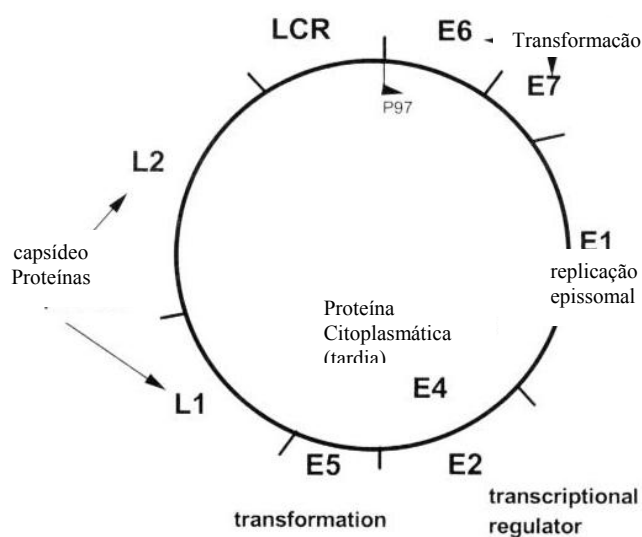 LCR
E6
Transformacão
E7
P97
L2
capsídeo
Proteínas
E1
replicação
epissomal
Proteína
Citoplasmática
(tardia)
E4
L1
E5
E2
transformation
transcriptional
regulator